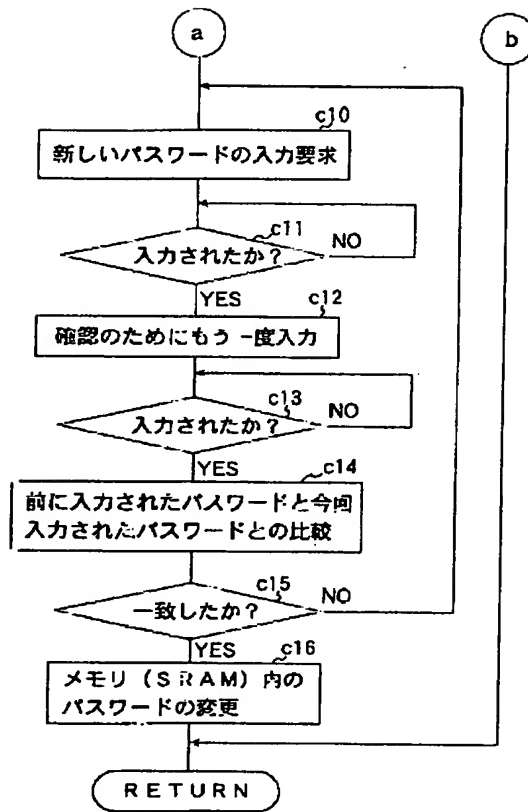 a
b
c10
新しいパスワードの入力要求
c11
入力されたか？
NO
YES
c12
確認のためにもう一度入力
c13
入力されたか？
NO
YES
c14
前に入力されたパスワードと今回
入力されたパスワードとの比較
c15
一致したか？
NO
YES
c16
メモリ（SRAM）内の
パスワードの変更
RETURN